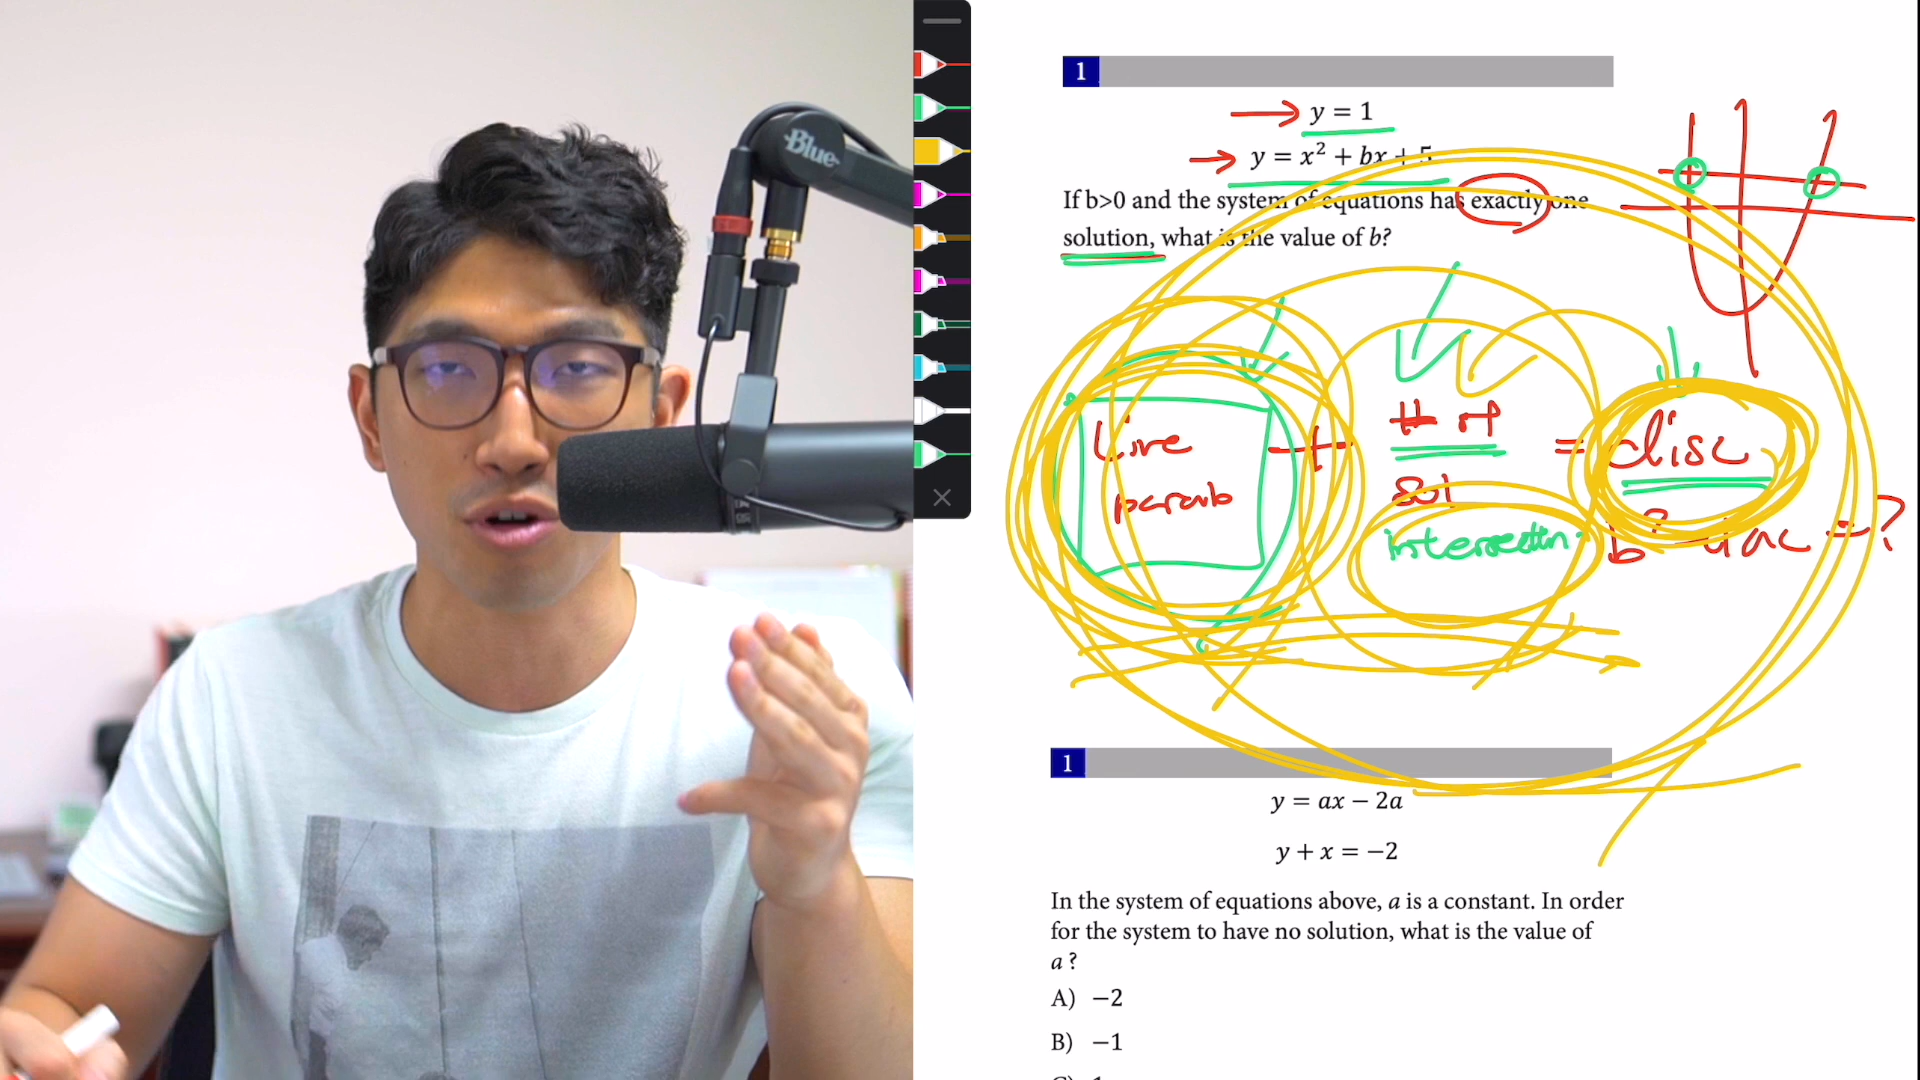 Blue
1
y = 1
y = x² + bx + 5
If b>0 and the system of equations has exactly one
solution, what is the value of b?
Line + # of = disc
parab sol
intersection b² - 4ac = ?
1
y = ax − 2a
y + x = −2
In the system of equations above, a is a constant. In order
for the system to have no solution, what is the value of
a ?
A) −2
B) −1